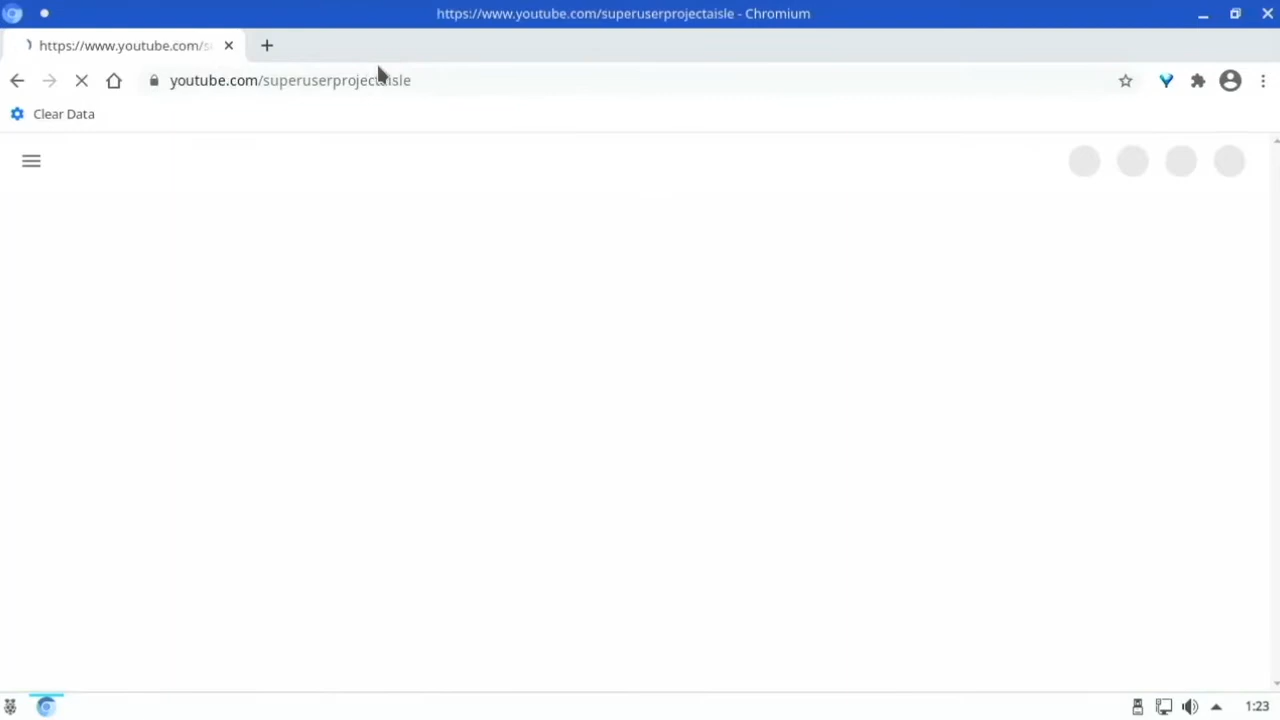 https://www.youtube.com/superuserprojectaisle - Chromium
https://www.youtube.com/s
youtube.com/superuserprojectaisle
Clear Data
1:23